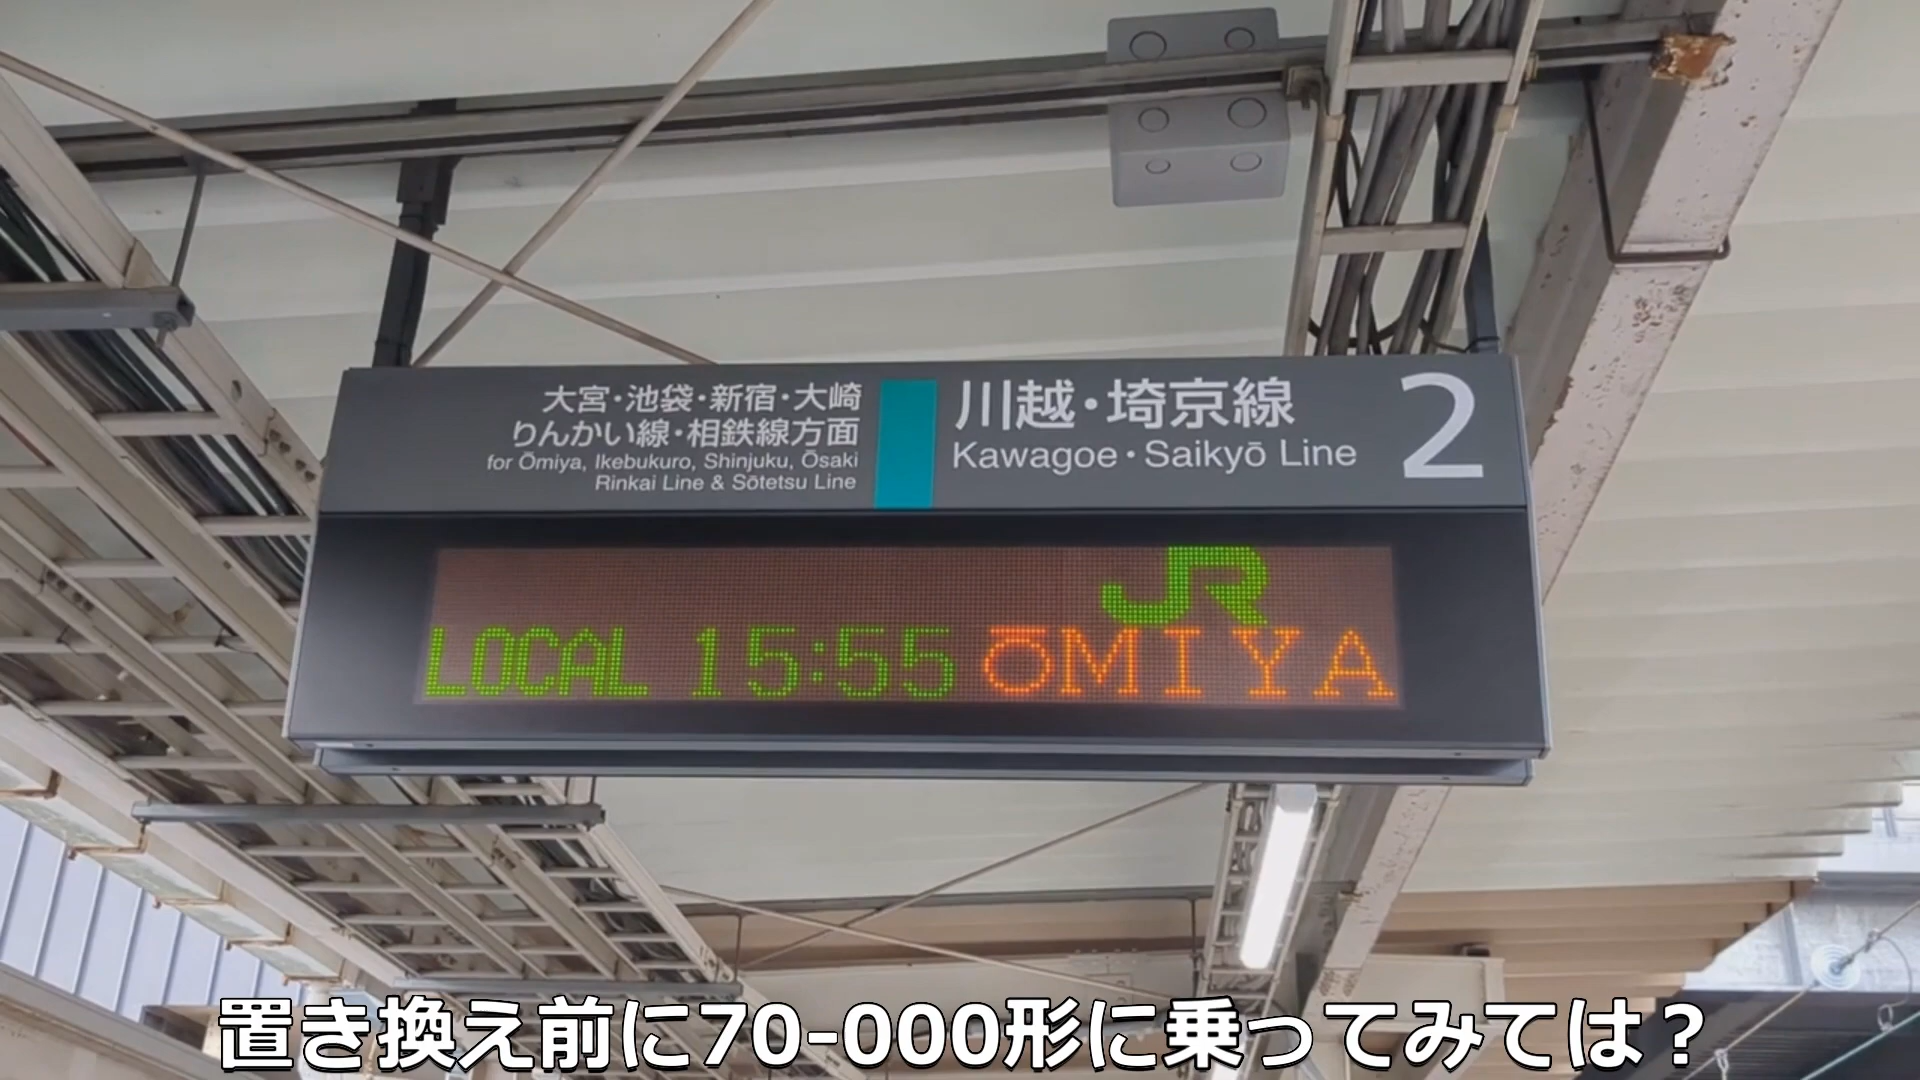 大宮・池袋・新宿・大崎
りんかい線・相鉄線方面
for Ōmiya, Ikebukuro, Shinjuku, Ōsaki
Rinkai Line & Sōtetsu Line
川越・埼京線
Kawagoe・Saikyō Line
2
JR
LOCAL 15:55 ŌMIYA
置き換え前に70-000形に乗ってみては？